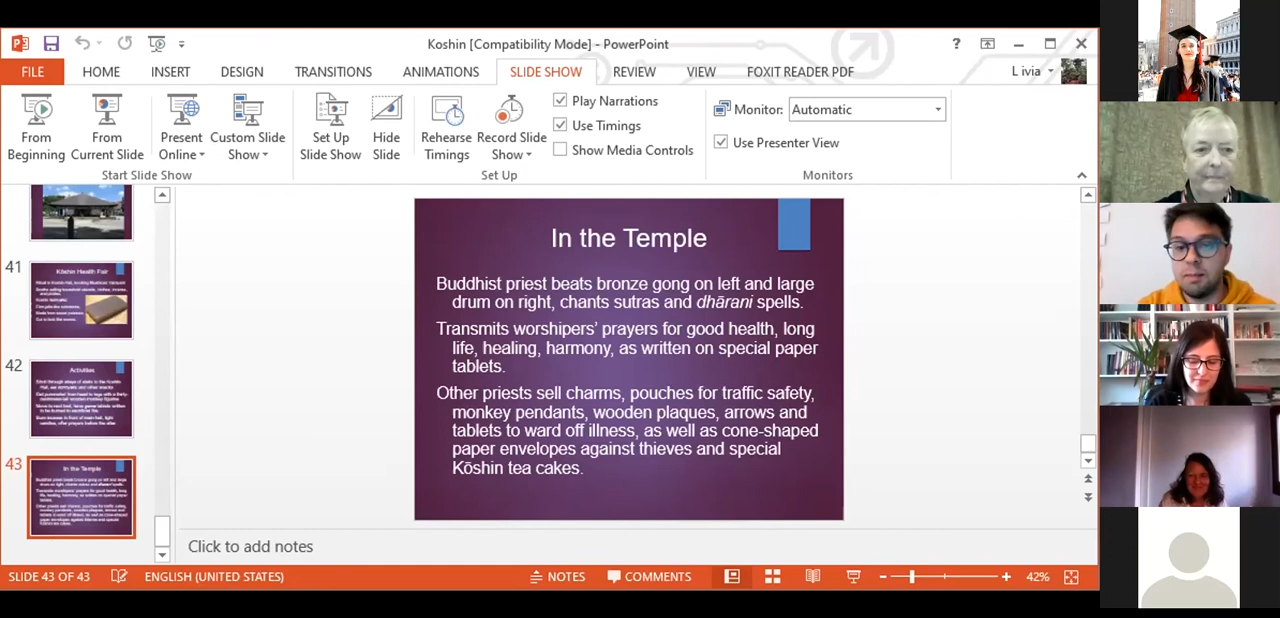 Koshin [Compatibility Mode] - PowerPoint
?
FILE HOME INSERT DESIGN TRANSITIONS ANIMATIONS SLIDE SHOW REVIEW VIEW FOXIT READER PDF
L ivia
From Beginning
From Current Slide
Present Online
Custom Slide Show
Start Slide Show
Set Up Slide Show
Hide Slide
Rehearse Timings
Record Slide Show
Play Narrations
Use Timings
Show Media Controls
Set Up
Monitor: Automatic
Use Presenter View
Monitors
41
Kōshin Health Fair
42
Activities
43
In the Temple
In the Temple
Buddhist priest beats bronze gong on left and large
drum on right, chants sutras and dhārani spells.
Transmits worshipers' prayers for good health, long
life, healing, harmony, as written on special paper
tablets.
Other priests sell charms, pouches for traffic safety,
monkey pendants, wooden plaques, arrows and
tablets to ward off illness, as well as cone-shaped
paper envelopes against thieves and special
Kōshin tea cakes.
Click to add notes
SLIDE 43 OF 43 ENGLISH (UNITED STATES) NOTES COMMENTS 42%